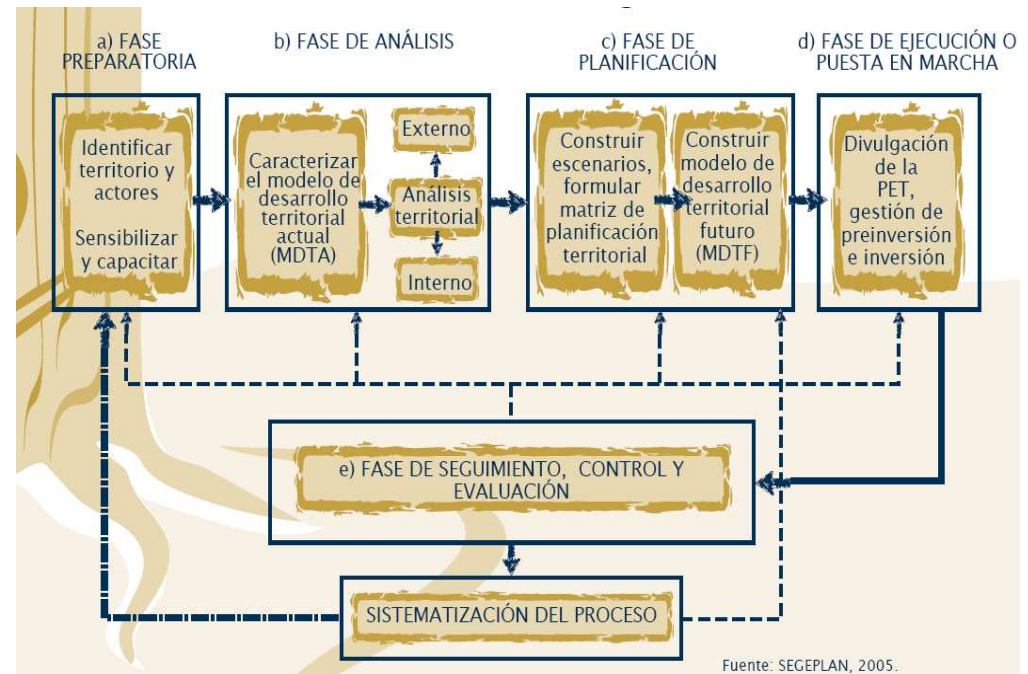 a) FASE
PREPARATORIA
b) FASE DE ANÁLISIS
c) FASE DE
PLANIFICACIÓN
d) FASE DE EJECUCIÓN O
PUESTA EN MARCHA
Identificar
territorio y
actores
Sensibilizar
y capacitar
Caracterizar
el modelo de
desarrollo
territorial
actual
(MDTA)
Externo
Análisis
territorial
Interno
Construir
escenarios,
formular
matriz de
planificación
territorial
Construir
modelo de
desarrollo
territorial
futuro
(MDTF)
Divulgación
de la
PET,
gestión de
preinversión
e inversión
e) FASE DE SEGUIMIENTO, CONTROL Y
EVALUACIÓN
SISTEMATIZACIÓN DEL PROCESO
Fuente: SEGEPLAN, 2005.